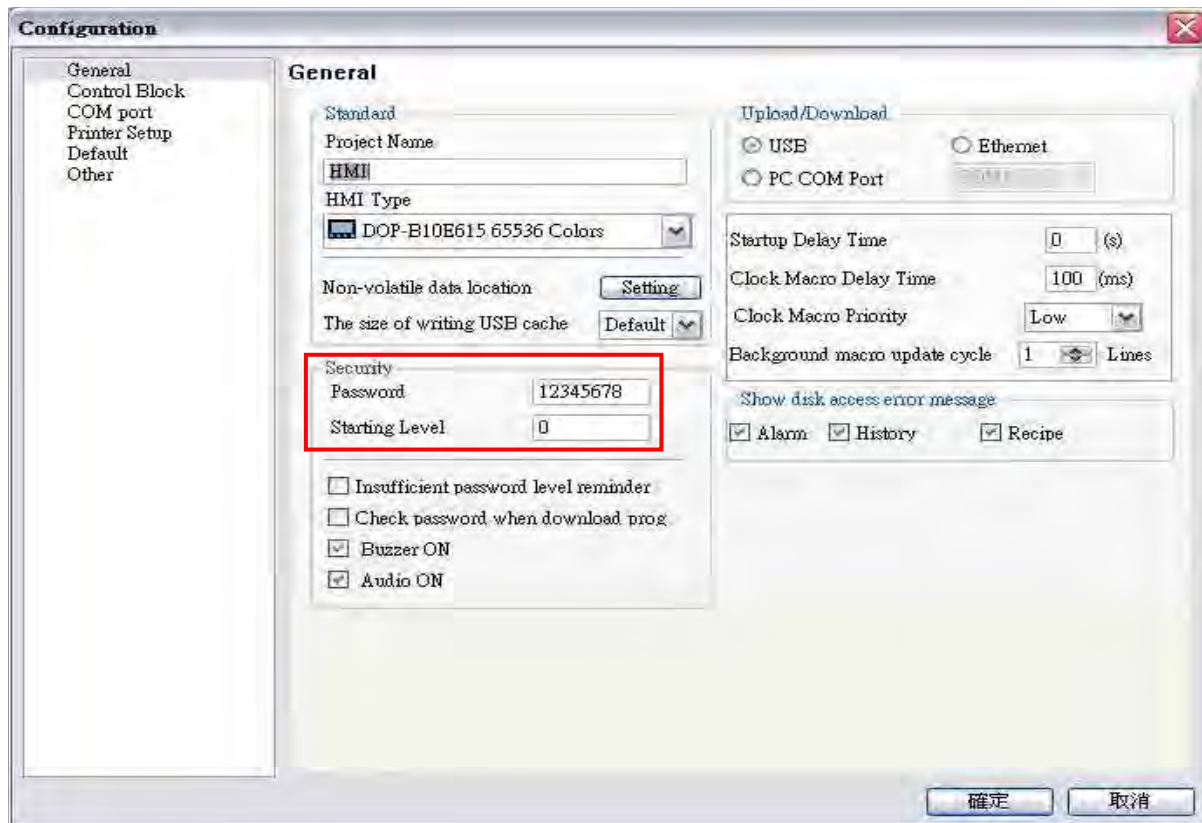 Configuration
General
Control Block
COM port
Printer Setup
Default
Other
General
Standard
Project Name
HMI
HMI Type
DOP-B10E615 65536 Colors
Non-volatile data location
Setting
The size of writing USB cache
Default
Security
Password
12345678
Starting Level
0
Insufficient password level reminder
Check password when download prog
Buzzer ON
Audio ON
Upload/Download
USB
Ethernet
PC COM Port
Startup Delay Time
0 (s)
Clock Macro Delay Time
100 (ms)
Clock Macro Priority
Low
Background macro update cycle
1 Lines
Show disk access error message
Alarm
History
Recipe
確定
取消